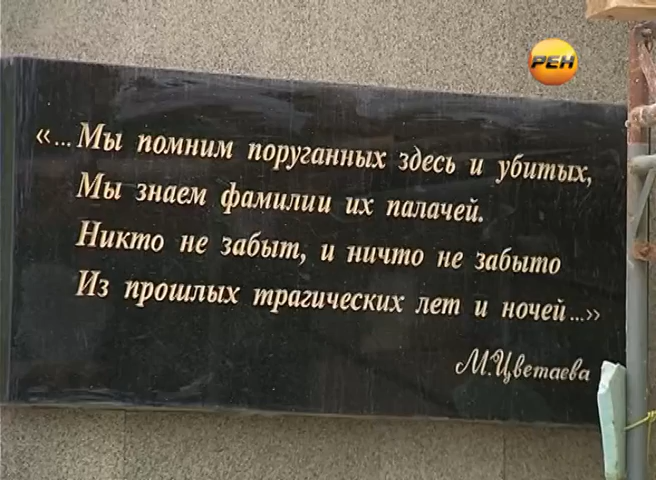 РЕН
«...Мы помним поруганных здесь и убитых,
Мы знаем фамилии их палачей.
Никто не забыт, и ничто не забыто
Из прошлых трагических лет и ночей...»
М.Цветаева